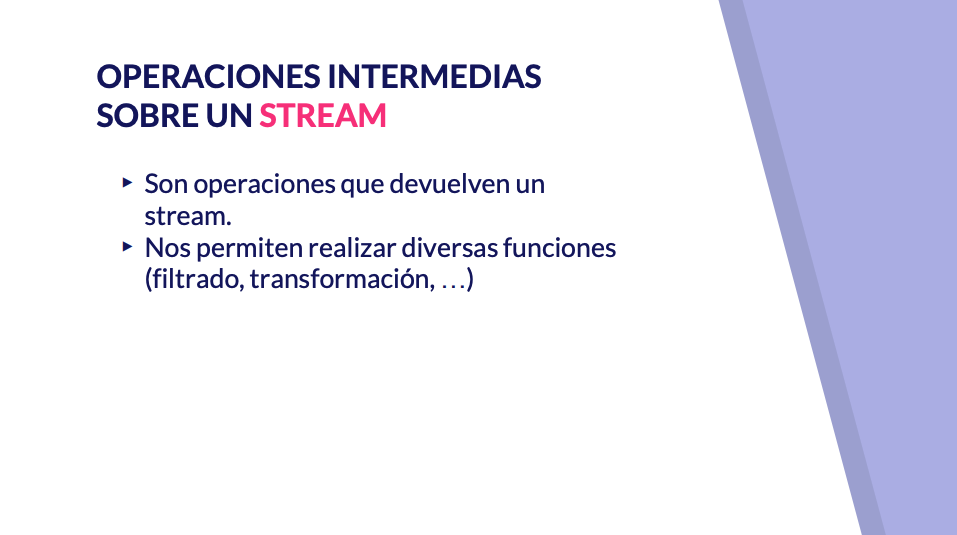 OPERACIONES INTERMEDIAS
SOBRE UN STREAM
▸ Son operaciones que devuelven un
stream.
▸ Nos permiten realizar diversas funciones
(filtrado, transformación, …)